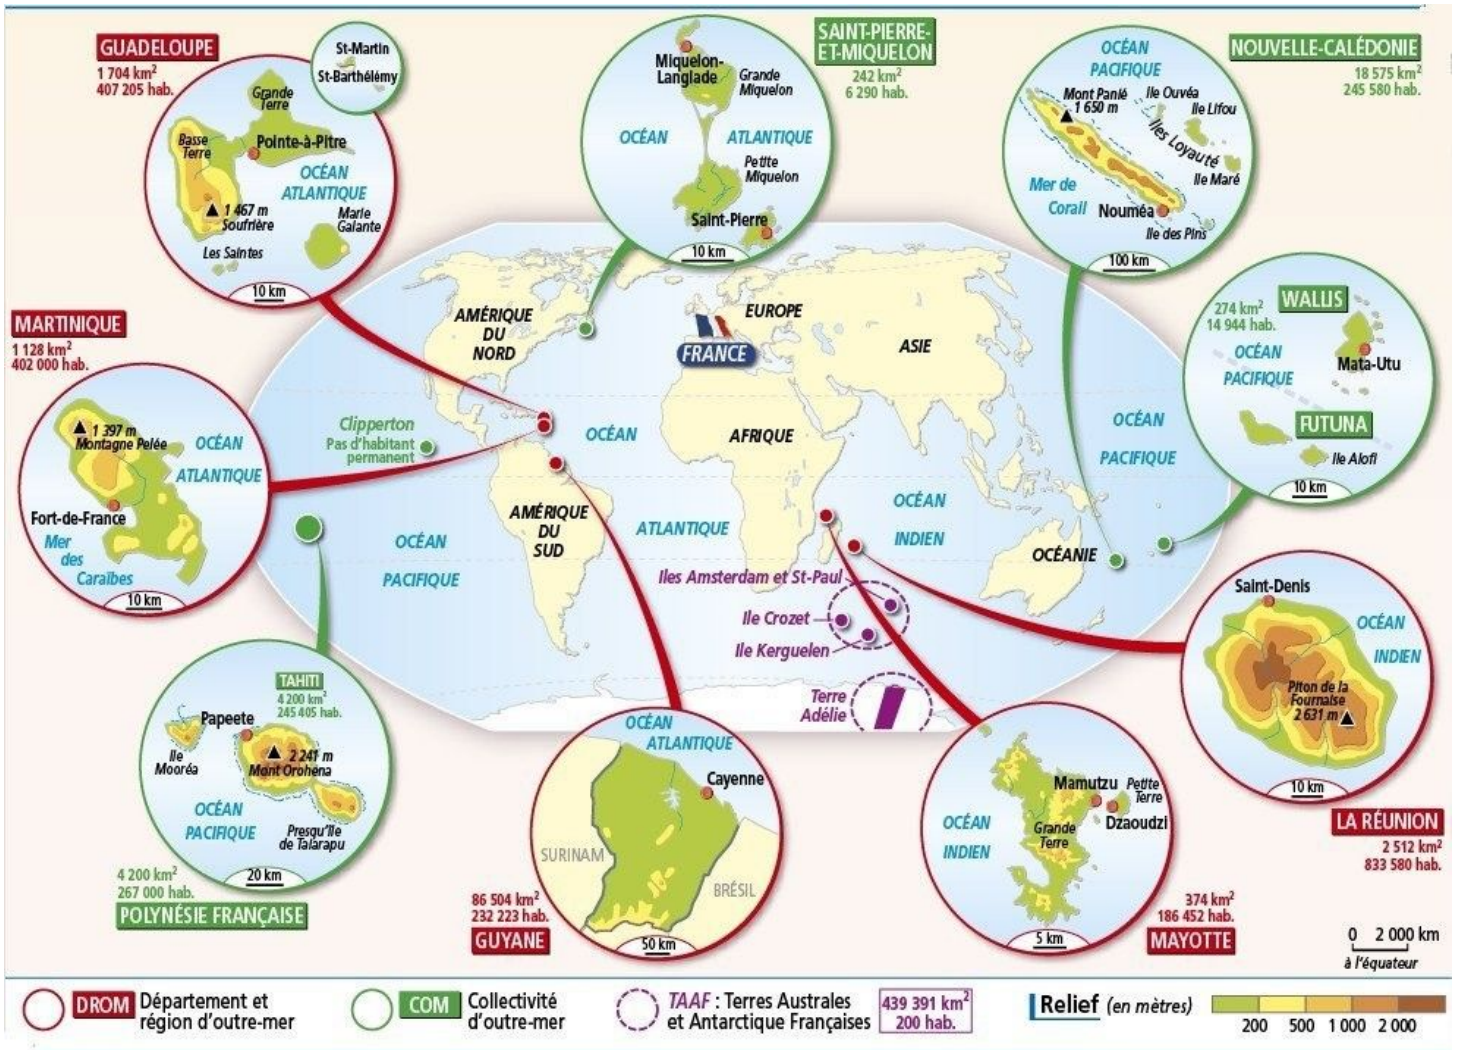 GUADELOUPE
1 704 km²
407 205 hab.
St-Martin
St-Barthélémy
Grande
Terre
Basse
Terre
Pointe-à-Pitre
OCÉAN
ATLANTIQUE
1 467 m
Soufrière
Marie
Galante
Les Saintes
10 km
Miquelon-
Langlade
Grande
Miquelon
OCÉAN
ATLANTIQUE
Petite
Miquelon
Saint-Pierre
10 km
SAINT-PIERRE-
ET-MIQUELON
242 km²
6 290 hab.
OCÉAN
PACIFIQUE
Mont Panié
1 650 m
Ile Ouvéa
Ile Lifou
Iles Loyauté
Ile Maré
Mer de
Corail
Nouméa
Ile des Pins
100 km
NOUVELLE-CALÉDONIE
18 575 km²
245 580 hab.
MARTINIQUE
1 128 km²
402 000 hab.
1 397 m
Montagne Pelée
OCÉAN
ATLANTIQUE
Fort-de-France
Mer
des
Caraïbes
10 km
AMÉRIQUE
DU
NORD
EUROPE
FRANCE
ASIE
Clipperton
Pas d'habitant
permanent
OCÉAN
AFRIQUE
OCÉAN
PACIFIQUE
AMÉRIQUE
DU
SUD
ATLANTIQUE
OCÉAN
INDIEN
OCÉANIE
OCÉAN
PACIFIQUE
Iles Amsterdam et St-Paul
Ile Crozet
Ile Kerguelen
Terre
Adélie
274 km²
14 944 hab.
WALLIS
OCÉAN
PACIFIQUE
Mata-Utu
FUTUNA
Ile Alofi
10 km
Saint-Denis
OCÉAN
INDIEN
Piton de la
Fournaise
2 631 m
10 km
LA RÉUNION
2 512 km²
833 580 hab.
TAHITI
4 200 km²
245 405 hab.
Papeete
Ile
Mooréa
2 241 m
Mont Orohena
OCÉAN
PACIFIQUE
Presqu'île
de Taiarapu
20 km
4 200 km²
267 000 hab.
POLYNÉSIE FRANÇAISE
OCÉAN
ATLANTIQUE
Cayenne
SURINAM
BRÉSIL
50 km
86 504 km²
232 223 hab.
GUYANE
Mamutzu
Petite
Terre
Dzaoudzi
Grande
Terre
OCÉAN
INDIEN
5 km
374 km²
186 452 hab.
MAYOTTE
0 2 000 km
à l'équateur
DROM Département et
région d'outre-mer
COM Collectivité
d'outre-mer
TAAF : Terres Australes
et Antarctique Françaises
439 391 km²
200 hab.
Relief (en mètres)
200 500 1 000 2 000